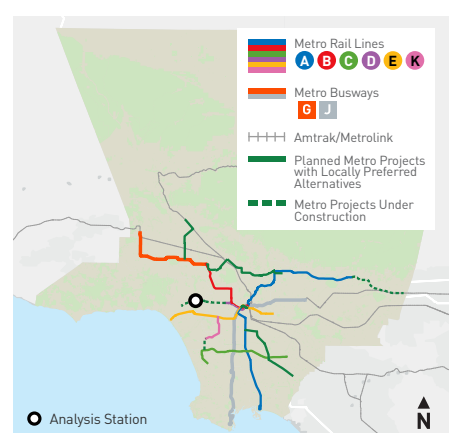 Metro Rail Lines
A B C D E K
Metro Busways
G J
Amtrak/Metrolink
Planned Metro Projects
with Locally Preferred
Alternatives
Metro Projects Under
Construction
Analysis Station
N